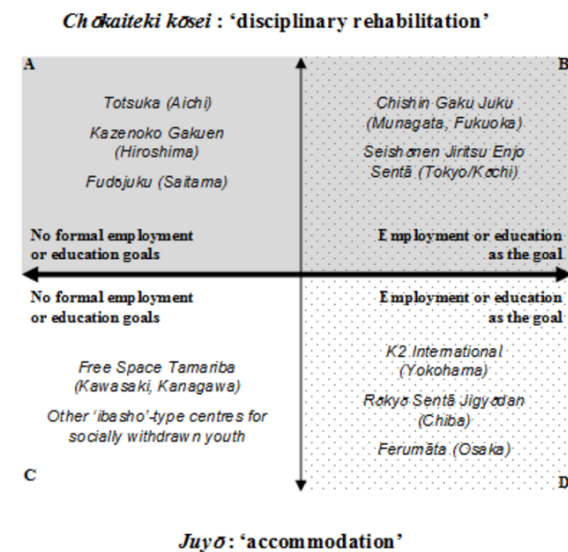 Chōkaiteki kōsei : ‘disciplinary rehabilitation’
A
B
Totsuka (Aichi)
Kazenoko Gakuen
(Hiroshima)
Fudōjuku (Saitama)
Chishin Gaku Juku
(Munagata, Fukuoka)
Seishōnen Jiritsu Enjo
Sentā (Tokyo/Kōchi)
No formal employment
or education goals
Employment or education
as the goal
No formal employment
or education goals
Employment or education
as the goal
Free Space Tamariba
(Kawasaki, Kanagawa)
Other ‘ibasho’-type centres for
socially withdrawn youth
K2 International
(Yokohama)
Rōkyō Sentā Jigyōdan
(Chiba)
Ferumāta (Osaka)
C
D
Juyō : ‘accommodation’